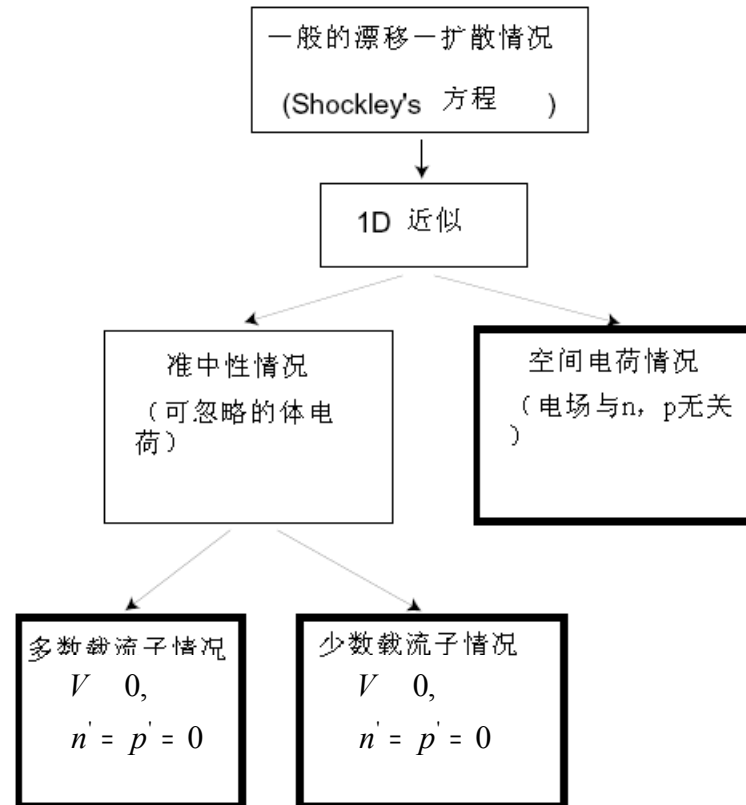 一般的漂移一扩散情况
(Shockley's 方程 )
1D 近似
准中性情况
（可忽略的体电
荷）
空间电荷情况
（电场与n，p无关
）
多数载流子情况
V 0,
n' = p' = 0
少数载流子情况
V 0,
n' = p' = 0